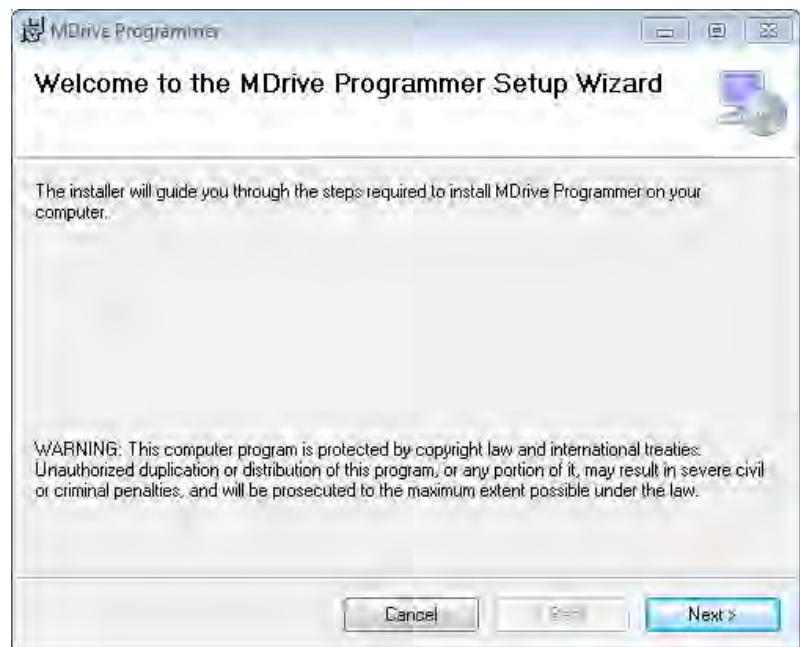 MDrive Programmer
Welcome to the MDrive Programmer Setup Wizard
The installer will guide you through the steps required to install MDrive Programmer on your
computer.
WARNING: This computer program is protected by copyright law and international treaties.
Unauthorized duplication or distribution of this program, or any portion of it, may result in severe civil
or criminal penalties, and will be prosecuted to the maximum extent possible under the law.
Cancel
Next >